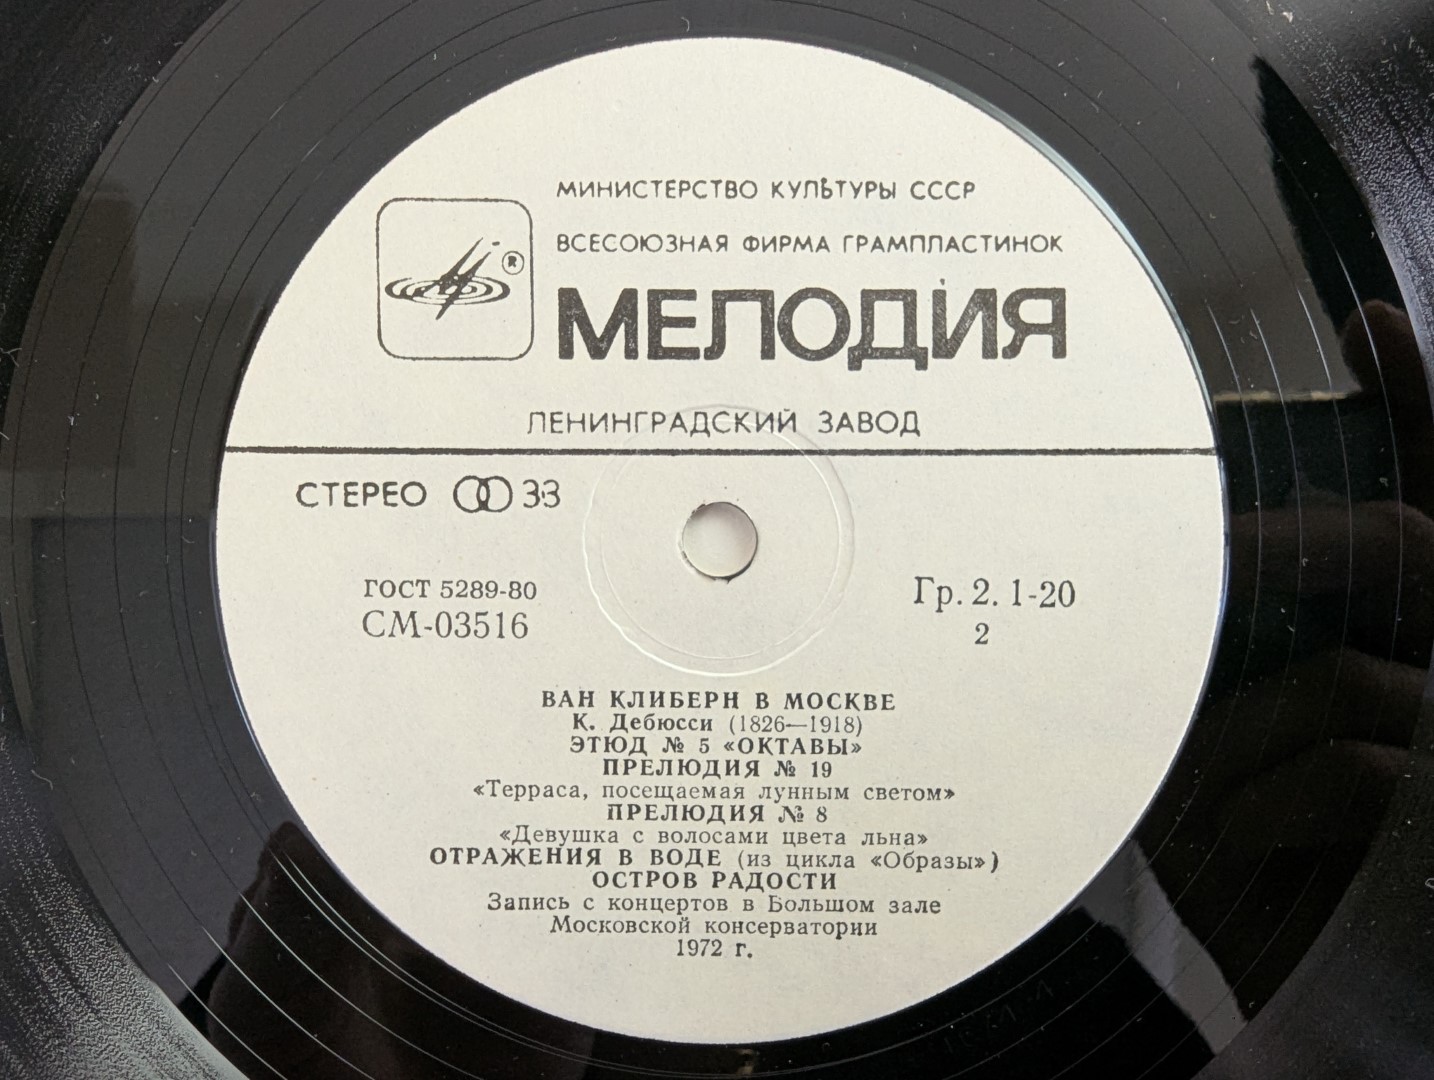 МИНИСТЕРСТВО КУЛЬТУРЫ СССР
ВСЕСОЮЗНАЯ ФИРМА ГРАМПЛАСТИНОК
®
МЕЛОДИЯ
ЛЕНИНГРАДСКИЙ ЗАВОД
СТЕРЕО 33
ГОСТ 5289-80
СМ-03516
Гр. 2. 1-20
2
ВАН КЛИБЕРН В МОСКВЕ
К. Дебюсси (1826—1918)
ЭТЮД № 5 «ОКТАВЫ»
ПРЕЛЮДИЯ № 19
«Терраса, посещаемая лунным светом»
ПРЕЛЮДИЯ № 8
«Девушка с волосами цвета льна»
ОТРАЖЕНИЯ В ВОДЕ (из цикла «Образы»)
ОСТРОВ РАДОСТИ
Запись с концертов в Большом зале
Московской консерватории
1972 г.